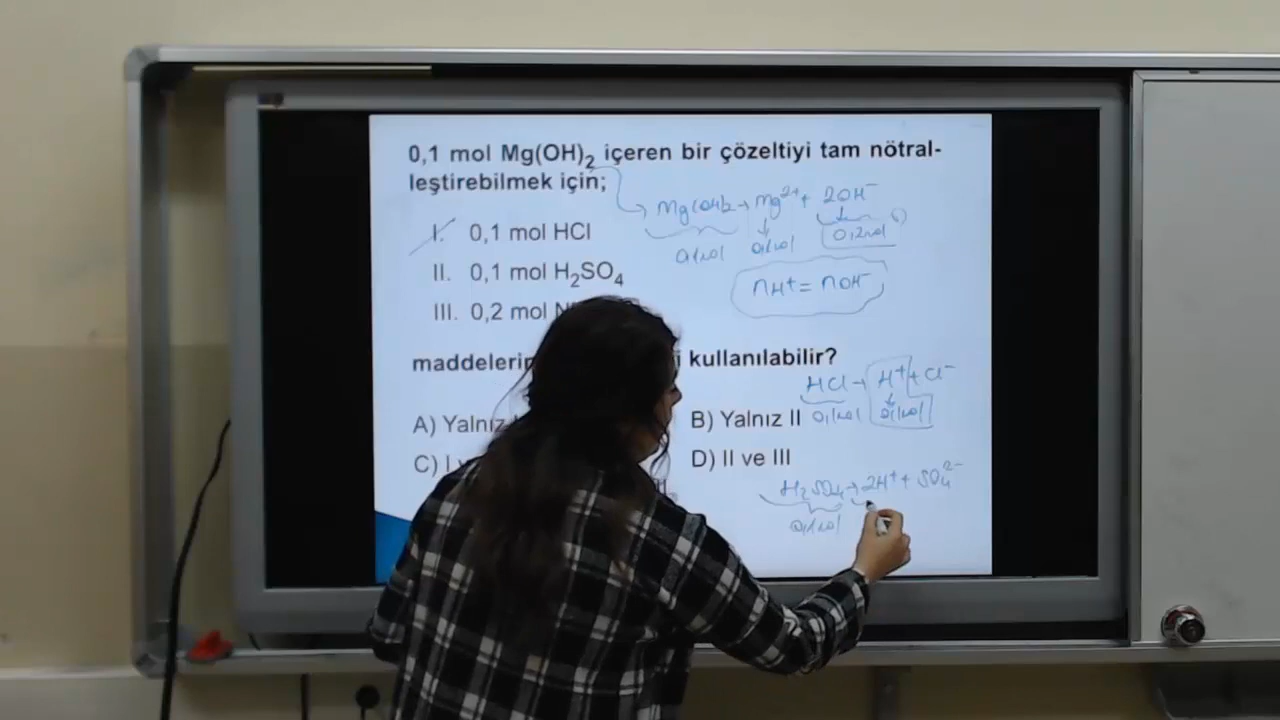 0,1 mol Mg(OH)₂ içeren bir çözeltiyi tam nötral-
leştirebilmek için;
Mg(OH)₂ → Mg²⁺ + 2OH⁻
0,1mol 0,1mol 0,2mol
I. 0,1 mol HCl
II. 0,1 mol H₂SO₄
nH⁺ = nOH⁻
III. 0,2 mol
kullanılabilir?
HCl → H⁺ + Cl⁻
0,1mol 0,1mol
A) Yalnız B) Yalnız II
C) D) II ve III
H₂SO₄ → 2H⁺ + SO₄²⁻
0,1mol